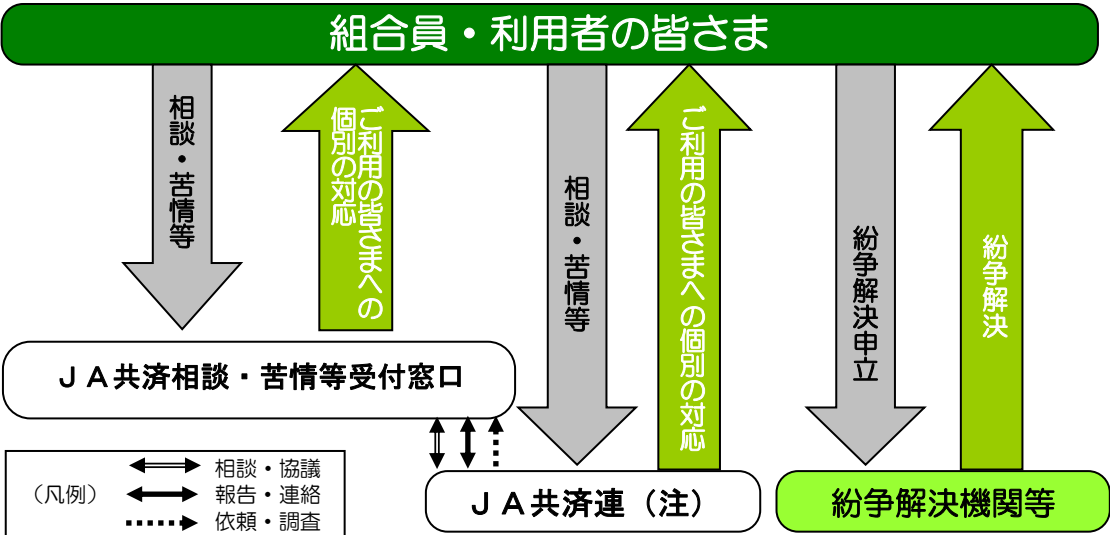 組合員・利用者の皆さま
相談・苦情等
ご利用の皆さまへの
個別の対応
相談・苦情等
ご利用の皆さまへの個別の対応
紛争解決申立
紛争解決
ＪＡ共済相談・苦情等受付窓口
ＪＡ共済連（注）
紛争解決機関等
（凡例）
相談・協議
報告・連絡
依頼・調査